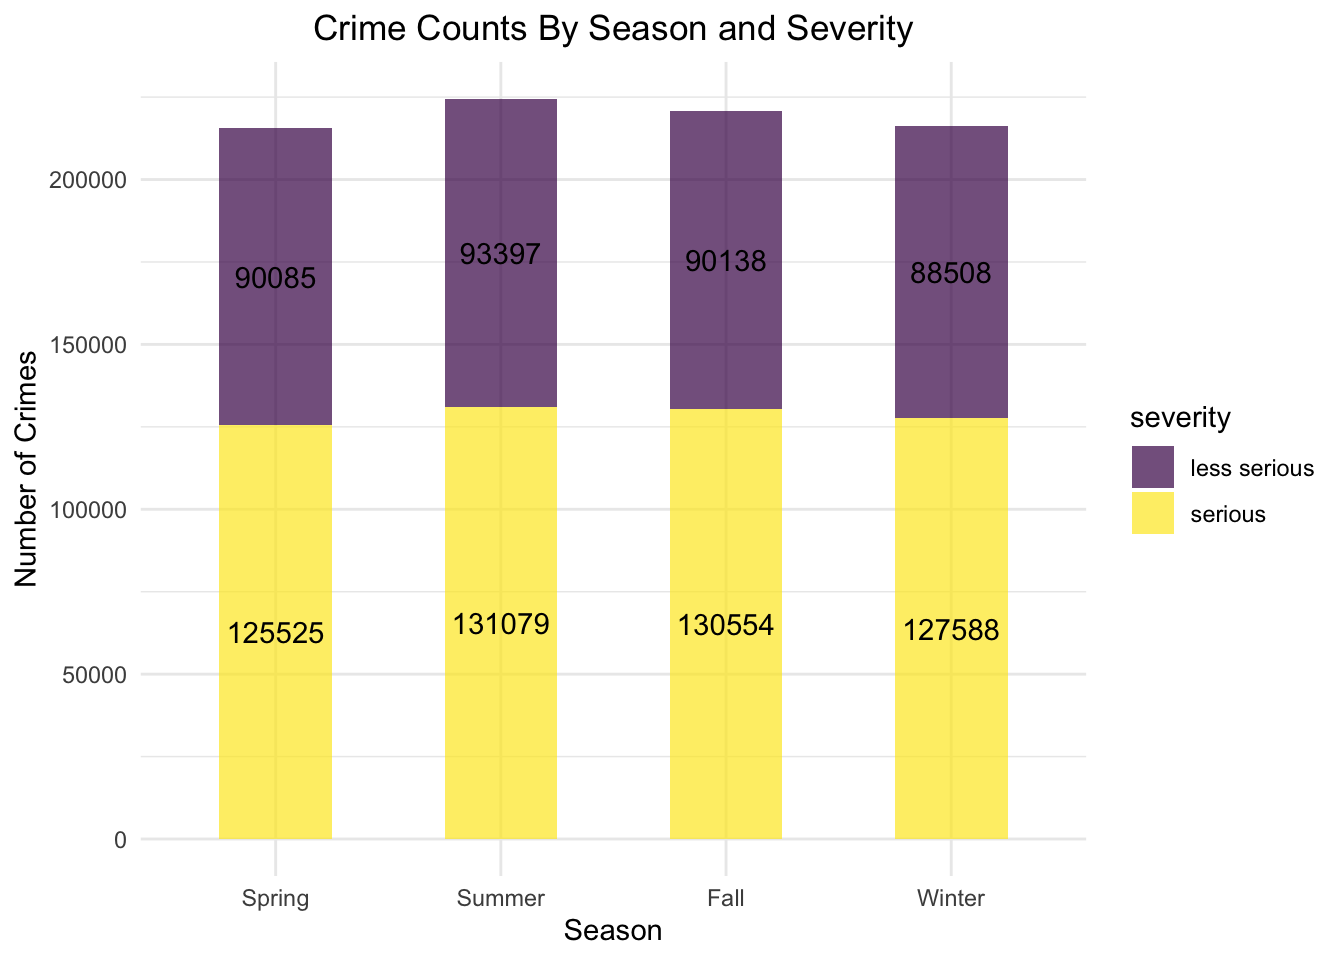 Crime Counts By Season and Severity
Number of Crimes
200000
150000
100000
50000
0
90085
93397
90138
88508
125525
131079
130554
127588
Spring
Summer
Fall
Winter
Season
severity
less serious
serious